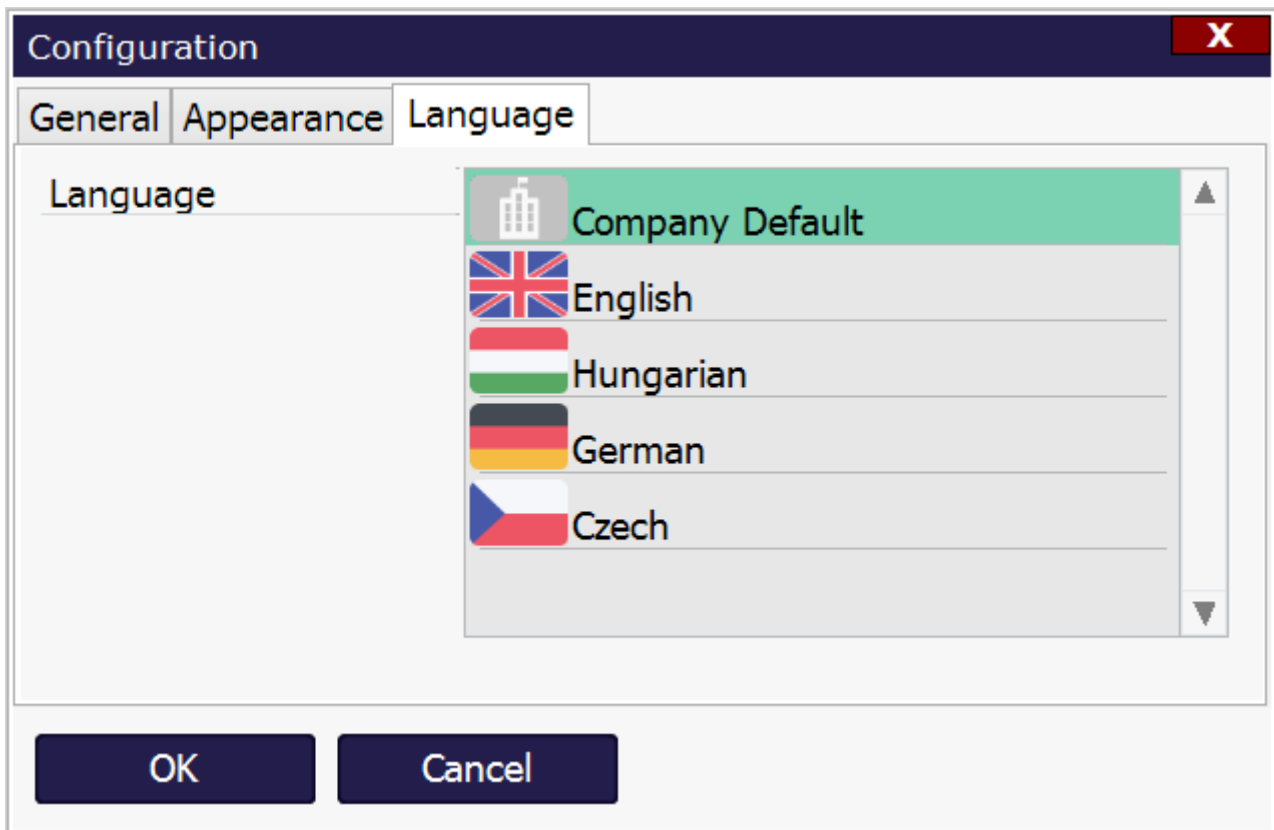 Configuration X
General Appearance Language
Language
Company Default
English
Hungarian
German
Czech
OK Cancel